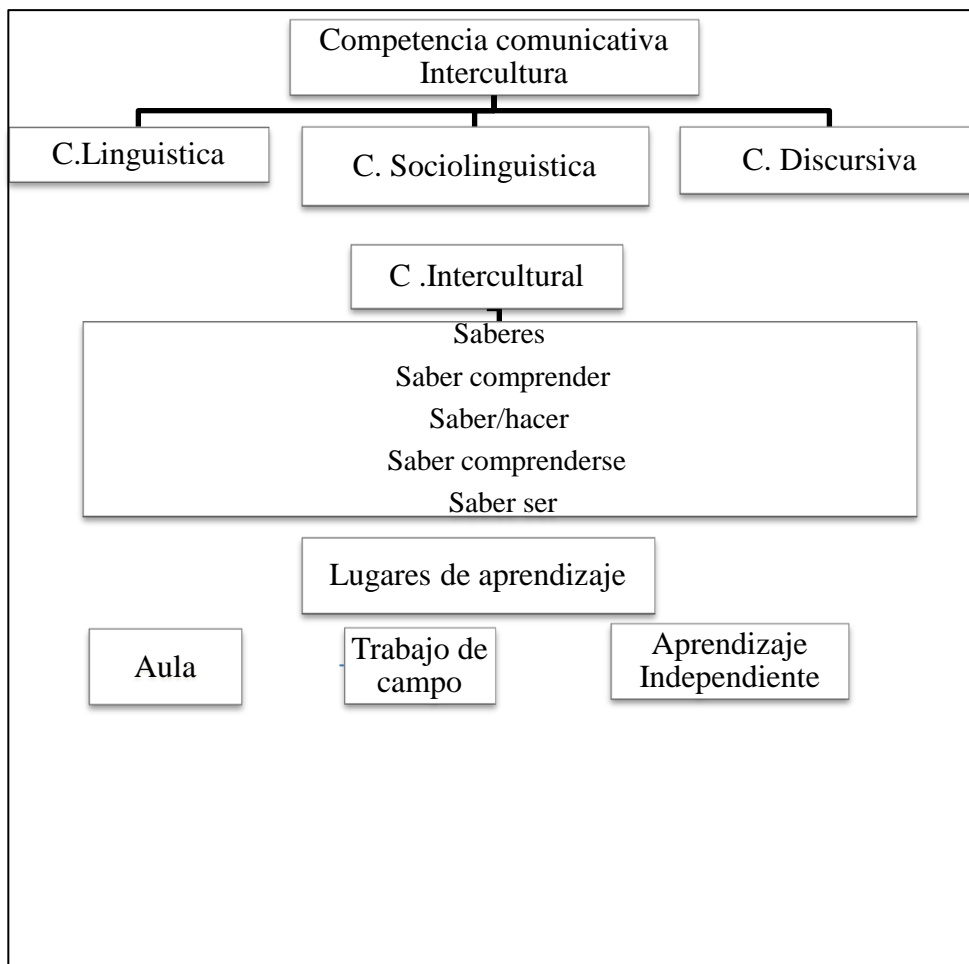 Competencia comunicativa
Intercultura
C.Linguistica
C. Sociolinguistica
C. Discursiva
C .Intercultural
Saberes
Saber comprender
Saber/hacer
Saber comprenderse
Saber ser
Lugares de aprendizaje
Aula
Trabajo de
campo
Aprendizaje
Independiente